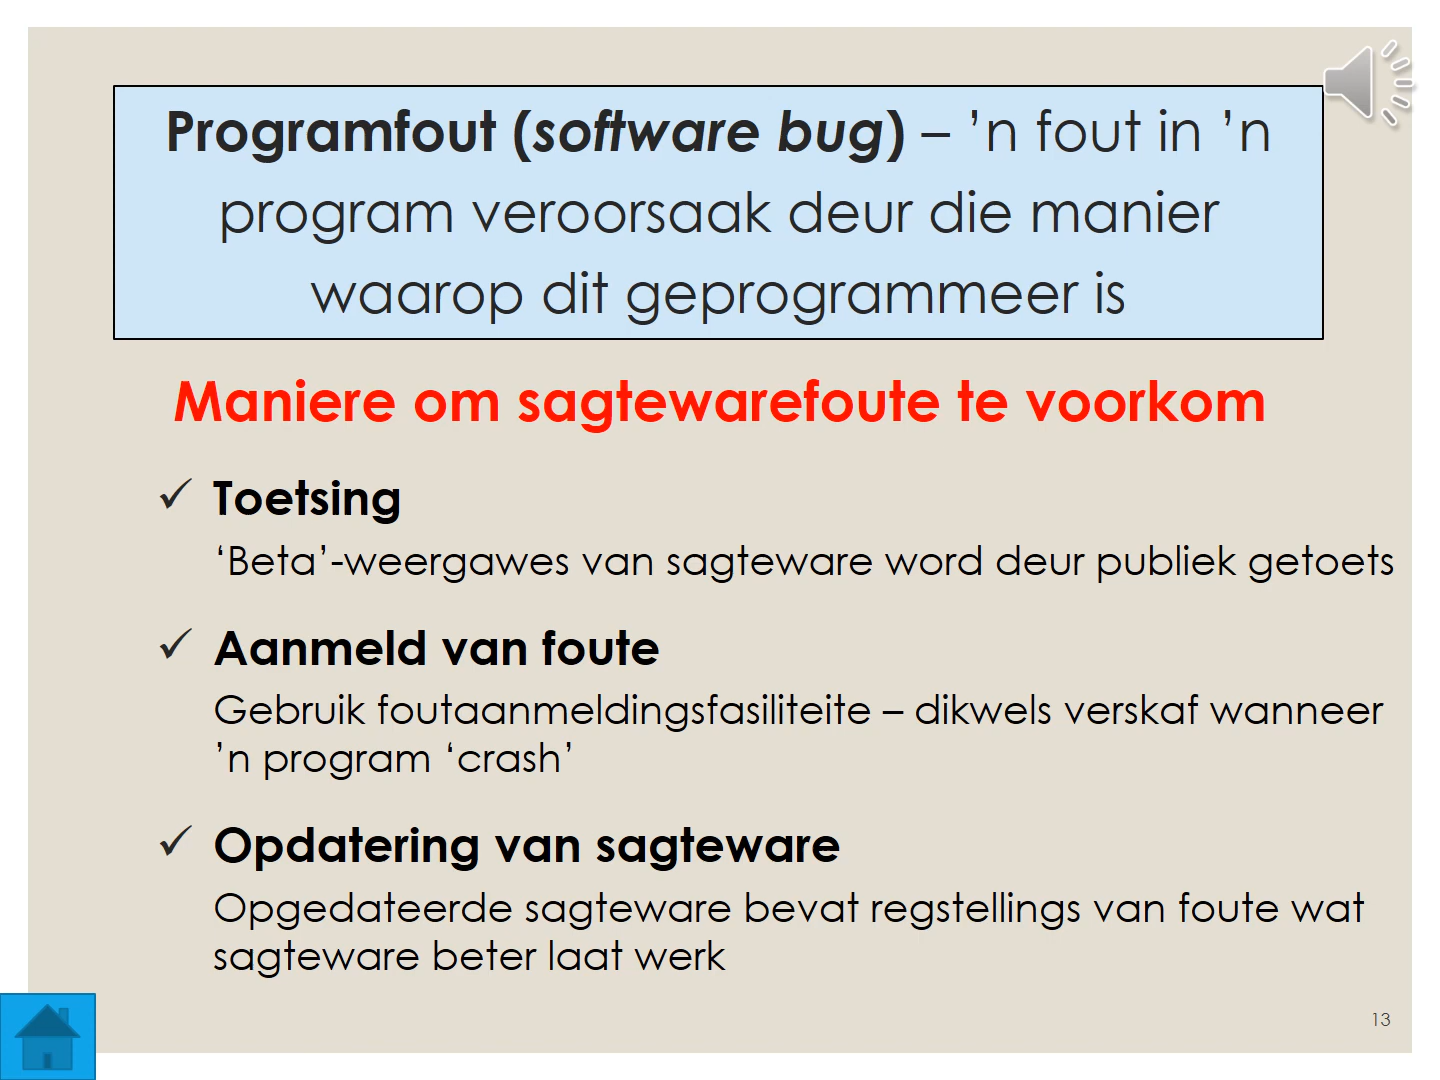 Programfout (software bug) – ’n fout in ’n
program veroorsaak deur die manier
waarop dit geprogrammeer is
Maniere om sagtewarefoute te voorkom
✓ Toetsing
‘Beta’-weergawes van sagteware word deur publiek getoets
✓ Aanmeld van foute
Gebruik foutaanmeldingsfasiliteite – dikwels verskaf wanneer
’n program ‘crash’
✓ Opdatering van sagteware
Opgedateerde sagteware bevat regstellings van foute wat
sagteware beter laat werk
13